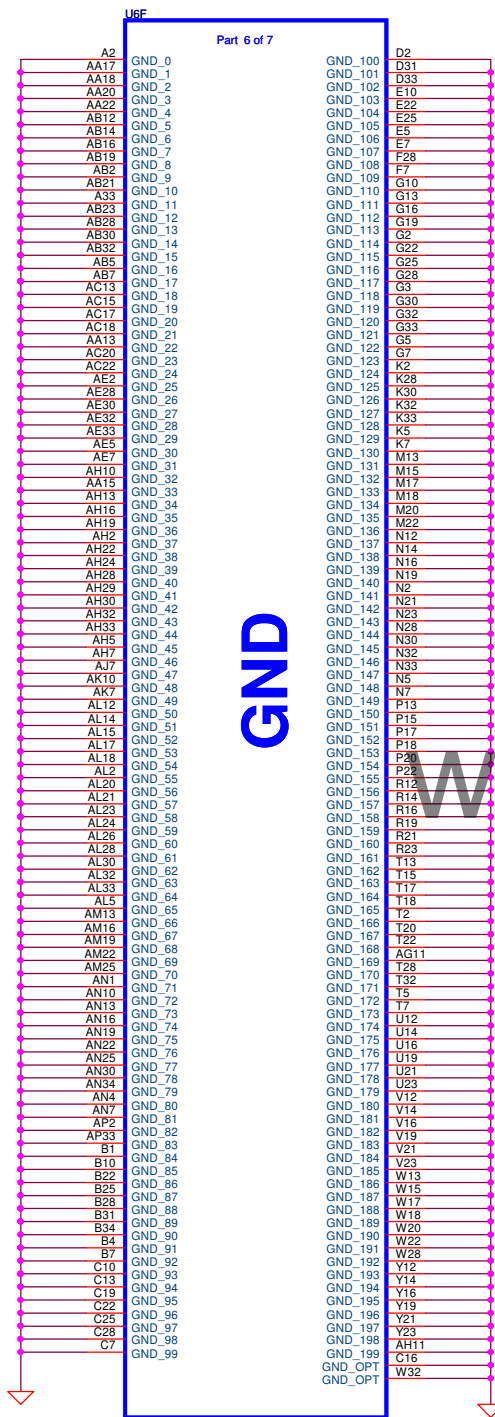 U6F
Part 6 of 7
A2 GND_0 GND_100 D2
AA17 GND_1 GND_101 D31
AA18 GND_2 GND_102 D33
AA20 GND_3 GND_103 E10
AA22 GND_4 GND_104 E22
AB12 GND_5 GND_105 E25
AB14 GND_6 GND_106 E5
AB16 GND_7 GND_107 E7
AB19 GND_8 GND_108 F28
AB2 GND_9 GND_109 F7
AB21 GND_10 GND_110 G10
A33 GND_11 GND_111 G13
AB23 GND_12 GND_112 G16
AB28 GND_13 GND_113 G19
AB30 GND_14 GND_114 G2
AB32 GND_15 GND_115 G22
AB5 GND_16 GND_116 G25
AB7 GND_17 GND_117 G28
AC13 GND_18 GND_118 G3
AC15 GND_19 GND_119 G30
AC17 GND_20 GND_120 G32
AC18 GND_21 GND_121 G33
AA13 GND_22 GND_122 G5
AC20 GND_23 GND_123 G7
AC22 GND_24 GND_124 K2
AE2 GND_25 GND_125 K28
AE28 GND_26 GND_126 K30
AE30 GND_27 GND_127 K32
AE32 GND_28 GND_128 K33
AE33 GND_29 GND_129 K5
AE5 GND_30 GND_130 K7
AE7 GND_31 GND_131 M13
AH10 GND_32 GND_132 M15
AA15 GND_33 GND_133 M17
AH13 GND_34 GND_134 M18
AH16 GND_35 GND_135 M20
AH19 GND_36 GND_136 M22
AH2 GND_37 GND_137 N12
AH22 GND_38 GND_138 N14
AH24 GND_39 GND_139 N16
AH28 GND_40 GND_140 N19
AH29 GND_41 GND_141 N2
AH30 GND_42 GND_142 N21
AH32 GND_43 GND_143 N23
AH33 GND_44 GND_144 N28
AH5 GND_45 GND_145 N30
AH7 GND_46 GND_146 N32
AJ7 GND_47 GND_147 N33
AK10 GND_48 GND_148 N5
AK7 GND_49 GND_149 N7
AL12 GND_50 GND_150 P13
AL14 GND_51 GND_151 P15
AL15 GND_52 GND_152 P17
AL17 GND_53 GND_153 P18
AL18 GND_54 GND_154 P20
AL2 GND_55 GND_155 P22
AL20 GND_56 GND_156 R12
AL21 GND_57 GND_157 R14
AL23 GND_58 GND_158 R16
AL24 GND_59 GND_159 R19
AL26 GND_60 GND_160 R21
AL28 GND_61 GND_161 R23
AL30 GND_62 GND_162 T13
AL32 GND_63 GND_163 T15
AL33 GND_64 GND_164 T17
AL5 GND_65 GND_165 T18
AM13 GND_66 GND_166 T2
AM16 GND_67 GND_167 T20
AM19 GND_68 GND_168 T22
AM22 GND_69 GND_169 AG11
AM25 GND_70 GND_170 T28
AN1 GND_71 GND_171 T32
AN10 GND_72 GND_172 T5
AN13 GND_73 GND_173 T7
AN16 GND_74 GND_174 U12
AN19 GND_75 GND_175 U14
AN22 GND_76 GND_176 U16
AN25 GND_77 GND_177 U19
AN30 GND_78 GND_178 U21
AN34 GND_79 GND_179 U23
AN4 GND_80 GND_180 V12
AN7 GND_81 GND_181 V14
AP2 GND_82 GND_182 V16
AP33 GND_83 GND_183 V19
B1 GND_84 GND_184 V21
B10 GND_85 GND_185 V23
B22 GND_86 GND_186 W13
B25 GND_87 GND_187 W15
B28 GND_88 GND_188 W17
B31 GND_89 GND_189 W18
B34 GND_90 GND_190 W20
B4 GND_91 GND_191 W22
B7 GND_92 GND_192 W28
C10 GND_93 GND_193 Y12
C13 GND_94 GND_194 Y14
C19 GND_95 GND_195 Y16
C22 GND_96 GND_196 Y19
C25 GND_97 GND_197 Y21
C28 GND_98 GND_198 Y23
C7 GND_99 GND_199 AH11
GND_OPT C16
GND_OPT W32
GND
W